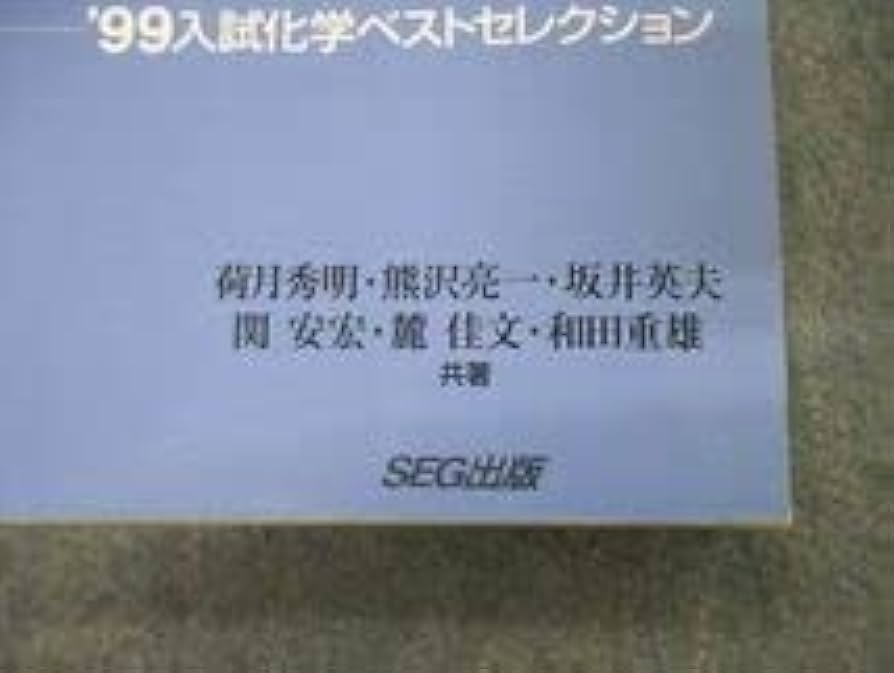 '99入試化学ベストセレクション
荷月秀明・熊沢亮一・坂井英夫
関 安宏・麓 佳文・和田重雄
共著
SEG出版